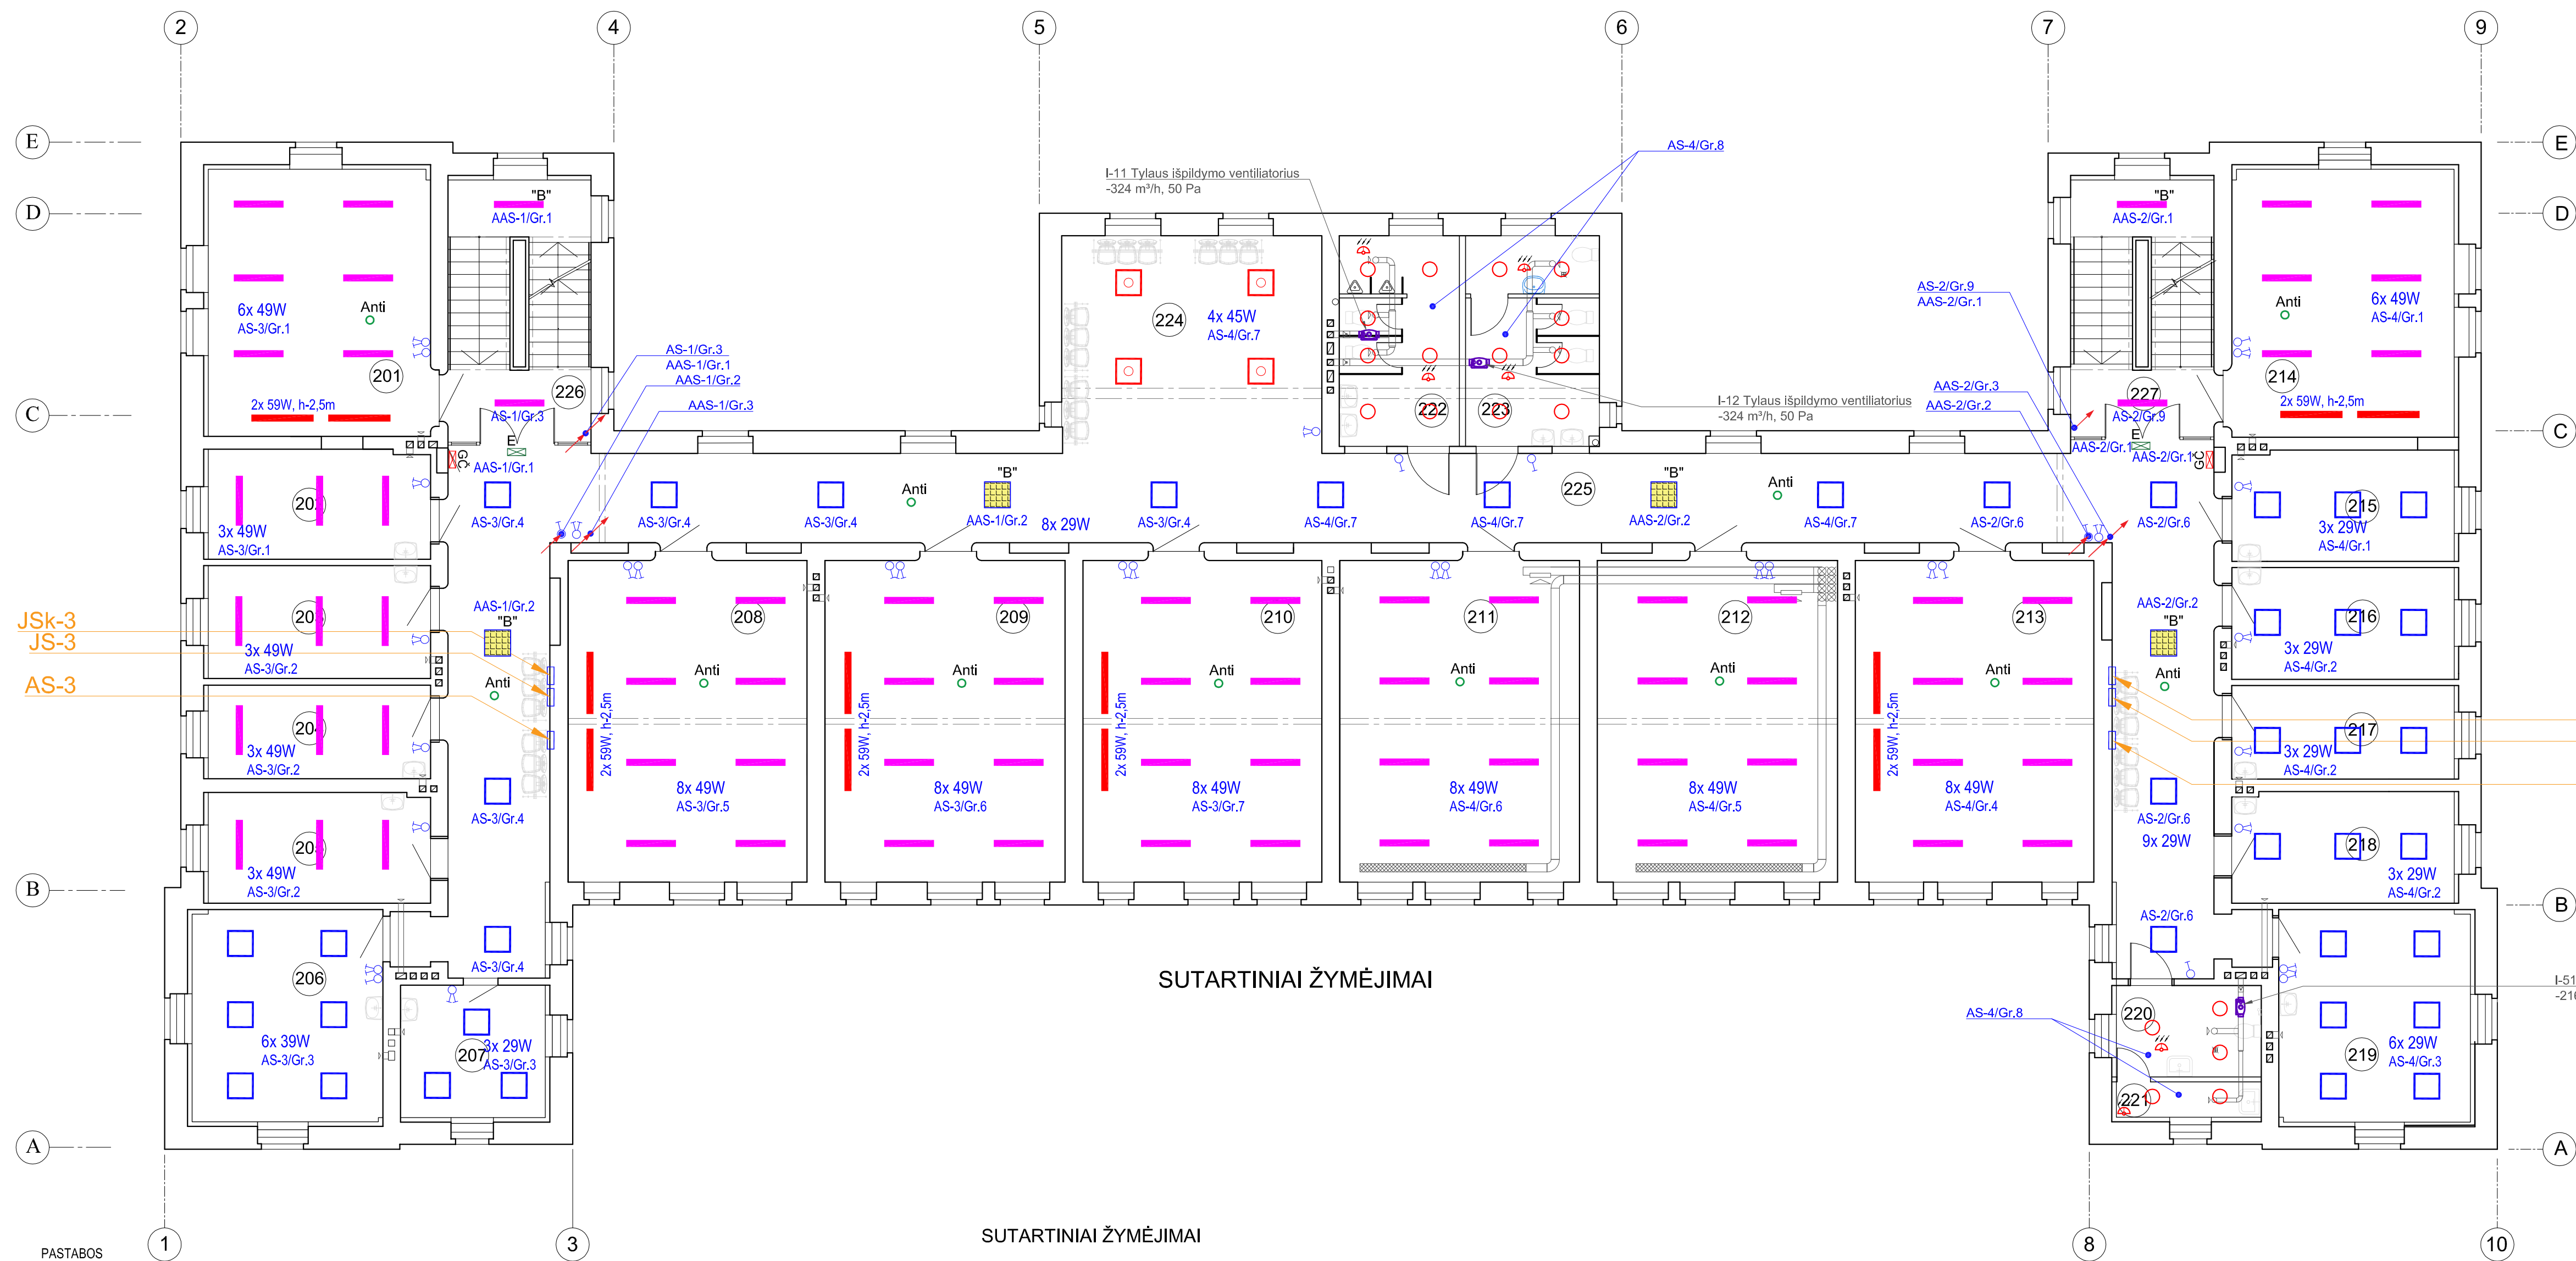 2
4
5
6
7
9
E
D
C
B
A
E
D
C
B
A
1
3
8
10
"B"
AAS-1/Gr.1
6x 49W
AS-3/Gr.1
Anti
201
2x 59W, h-2,5m
226
AS-1/Gr.3
E
GČ
AAS-1/Gr.1
AS-1/Gr.3
AAS-1/Gr.1
AAS-1/Gr.2
AAS-1/Gr.3
I-11 Tylaus išpildymo ventiliatorius
-324 m³/h, 50 Pa
224
4x 45W
AS-4/Gr.7
AS-4/Gr.8
222
223
I-12 Tylaus išpildymo ventiliatorius
-324 m³/h, 50 Pa
AS-2/Gr.9
AAS-2/Gr.1
AAS-2/Gr.3
AAS-2/Gr.2
"B"
AAS-2/Gr.1
227
AS-2/Gr.9
E
AAS-2/Gr.1
AAS-2/Gr.1
GČ
Anti
6x 49W
AS-4/Gr.1
214
2x 59W, h-2,5m
202
3x 49W
AS-3/Gr.1
AS-3/Gr.4
AS-3/Gr.4
AS-3/Gr.4
Anti
"B"
AAS-1/Gr.2
8x 29W
AS-3/Gr.4
AS-4/Gr.7
AS-4/Gr.7
225
"B"
AAS-2/Gr.2
Anti
AS-4/Gr.7
AS-2/Gr.6
AS-2/Gr.6
215
3x 29W
AS-4/Gr.1
203
3x 49W
AS-3/Gr.2
AAS-1/Gr.2
"B"
Anti
JSk-3
JS-3
AS-3
204
3x 49W
AS-3/Gr.2
205
3x 49W
AS-3/Gr.2
AS-3/Gr.4
AS-3/Gr.4
206
6x 39W
AS-3/Gr.3
207
3x 29W
AS-3/Gr.3
208
Anti
2x 59W, h-2,5m
8x 49W
AS-3/Gr.5
209
Anti
2x 59W, h-2,5m
8x 49W
AS-3/Gr.6
210
Anti
2x 59W, h-2,5m
8x 49W
AS-3/Gr.7
211
Anti
8x 49W
AS-4/Gr.6
212
Anti
8x 49W
AS-4/Gr.5
213
Anti
2x 59W, h-2,5m
8x 49W
AS-4/Gr.4
AAS-2/Gr.2
"B"
Anti
216
3x 29W
AS-4/Gr.2
217
3x 29W
AS-4/Gr.2
AS-2/Gr.6
9x 29W
218
3x 29W
AS-4/Gr.2
AS-2/Gr.6
I-51
220
AS-4/Gr.8
221
219
6x 29W
AS-4/Gr.3
SUTARTINIAI ŽYMĖJIMAI
SUTARTINIAI ŽYMĖJIMAI
PASTABOS